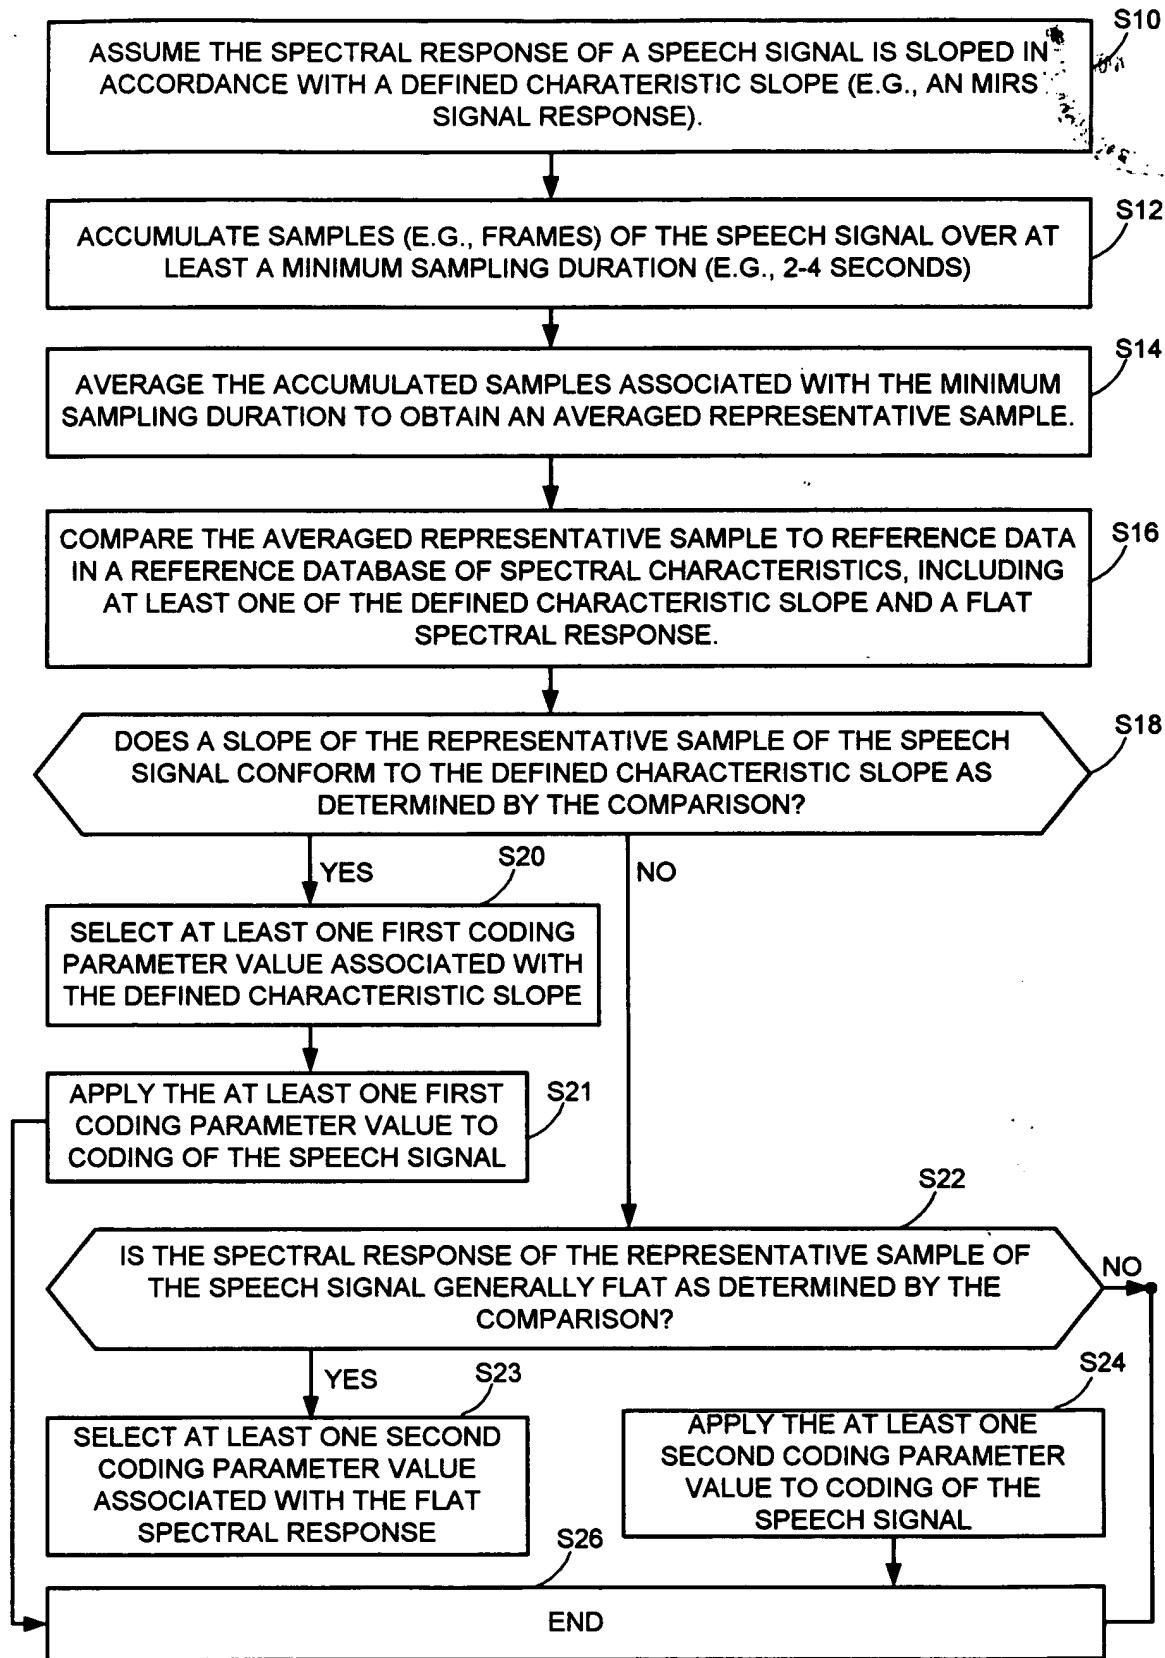 S10
ASSUME THE SPECTRAL RESPONSE OF A SPEECH SIGNAL IS SLOPED IN
ACCORDANCE WITH A DEFINED CHARATERISTIC SLOPE (E.G., AN MIRS
SIGNAL RESPONSE).
S12
ACCUMULATE SAMPLES (E.G., FRAMES) OF THE SPEECH SIGNAL OVER AT
LEAST A MINIMUM SAMPLING DURATION (E.G., 2-4 SECONDS)
S14
AVERAGE THE ACCUMULATED SAMPLES ASSOCIATED WITH THE MINIMUM
SAMPLING DURATION TO OBTAIN AN AVERAGED REPRESENTATIVE SAMPLE.
S16
COMPARE THE AVERAGED REPRESENTATIVE SAMPLE TO REFERENCE DATA
IN A REFERENCE DATABASE OF SPECTRAL CHARACTERISTICS, INCLUDING
AT LEAST ONE OF THE DEFINED CHARACTERISTIC SLOPE AND A FLAT
SPECTRAL RESPONSE.
S18
DOES A SLOPE OF THE REPRESENTATIVE SAMPLE OF THE SPEECH
SIGNAL CONFORM TO THE DEFINED CHARACTERISTIC SLOPE AS
DETERMINED BY THE COMPARISON?
YES
S20
NO
SELECT AT LEAST ONE FIRST CODING
PARAMETER VALUE ASSOCIATED WITH
THE DEFINED CHARACTERISTIC SLOPE
S21
APPLY THE AT LEAST ONE FIRST
CODING PARAMETER VALUE TO
CODING OF THE SPEECH SIGNAL
S22
IS THE SPECTRAL RESPONSE OF THE REPRESENTATIVE SAMPLE OF
THE SPEECH SIGNAL GENERALLY FLAT AS DETERMINED BY THE
COMPARISON?
NO
YES
S23
S24
SELECT AT LEAST ONE SECOND
CODING PARAMETER VALUE
ASSOCIATED WITH THE FLAT
SPECTRAL RESPONSE
APPLY THE AT LEAST ONE
SECOND CODING PARAMETER
VALUE TO CODING OF THE
SPEECH SIGNAL
S26
END